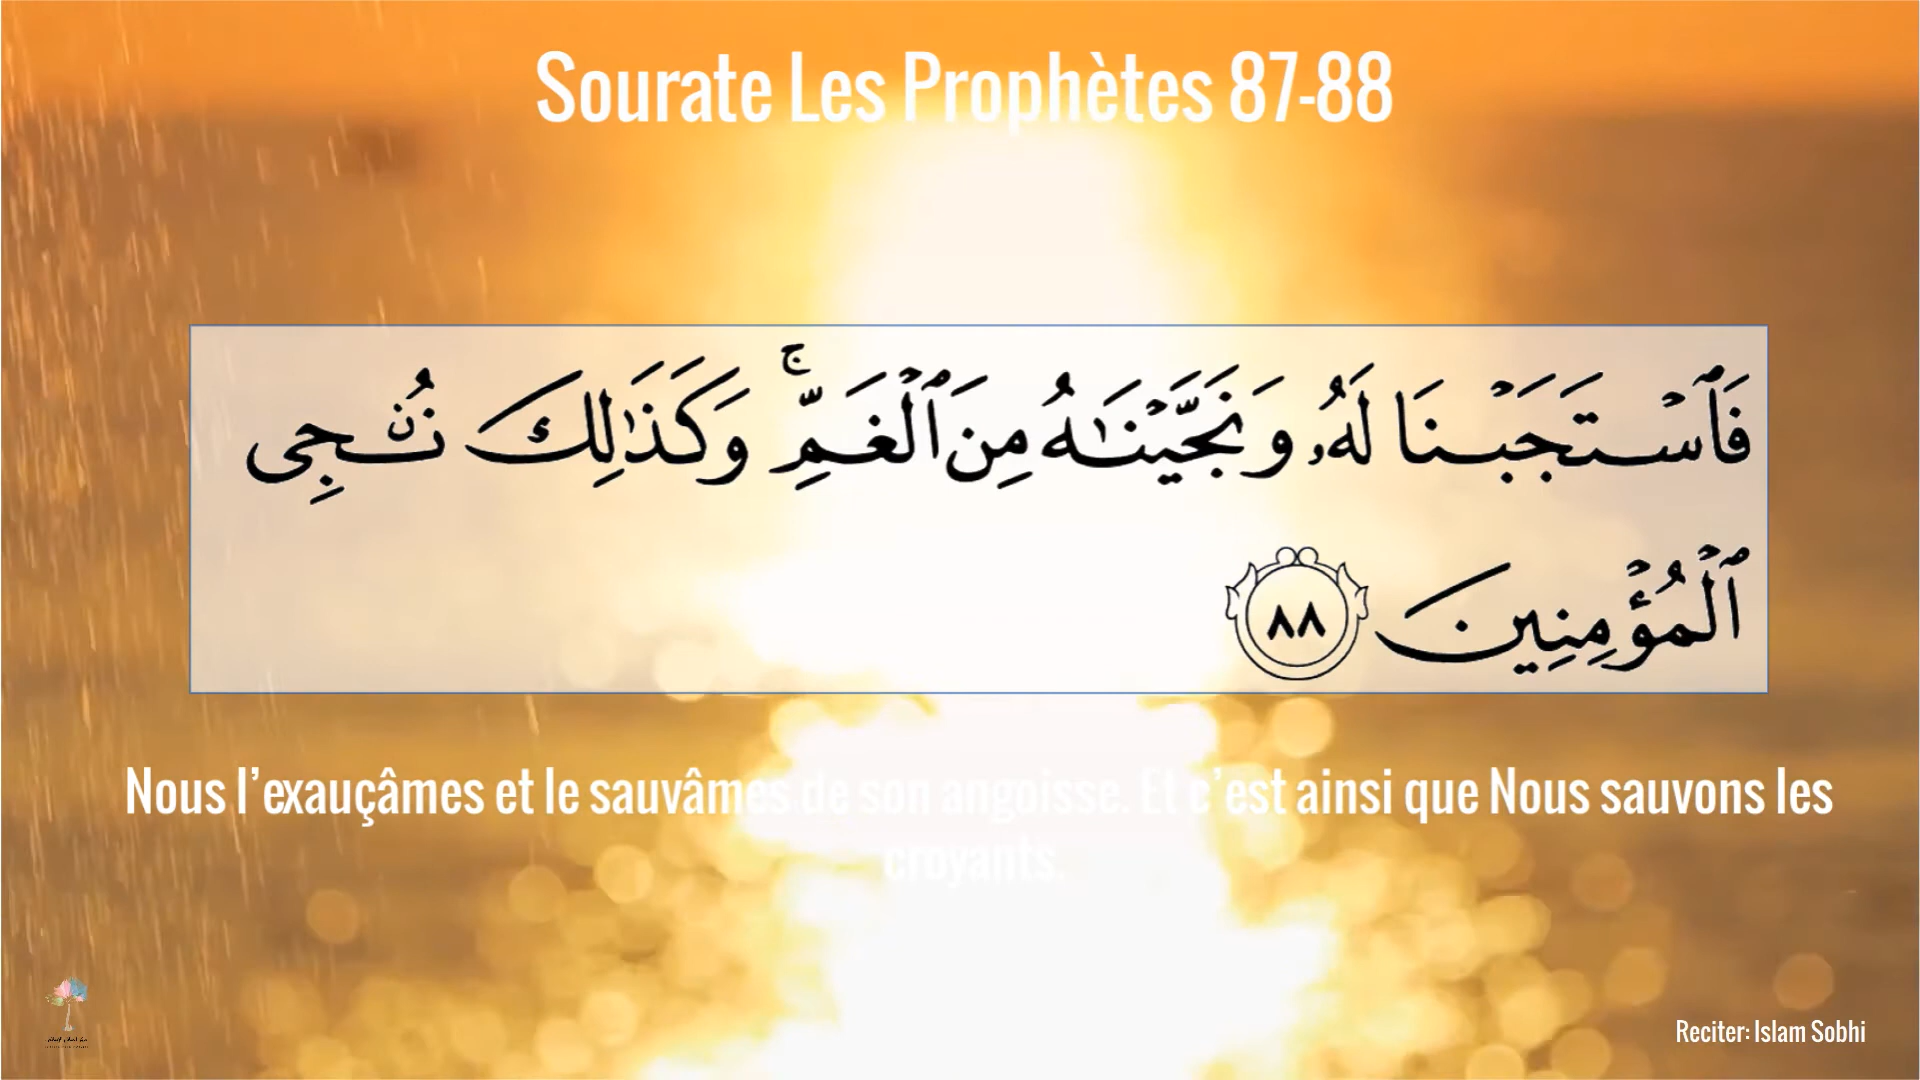 Sourate Les Prophètes 87-88
فَٱسْتَجَبْنَا لَهُۥ وَنَجَّيْنَـٰهُ مِنَ ٱلْغَمِّ ۚ وَكَذَٰلِكَ نُـۨجِى
ٱلْمُؤْمِنِينَ ٨٨
Nous l’exauçâmes et le sauvâmes de son angoisse. Et c’est ainsi que Nous sauvons les
croyants.
Reciter: Islam Sobhi